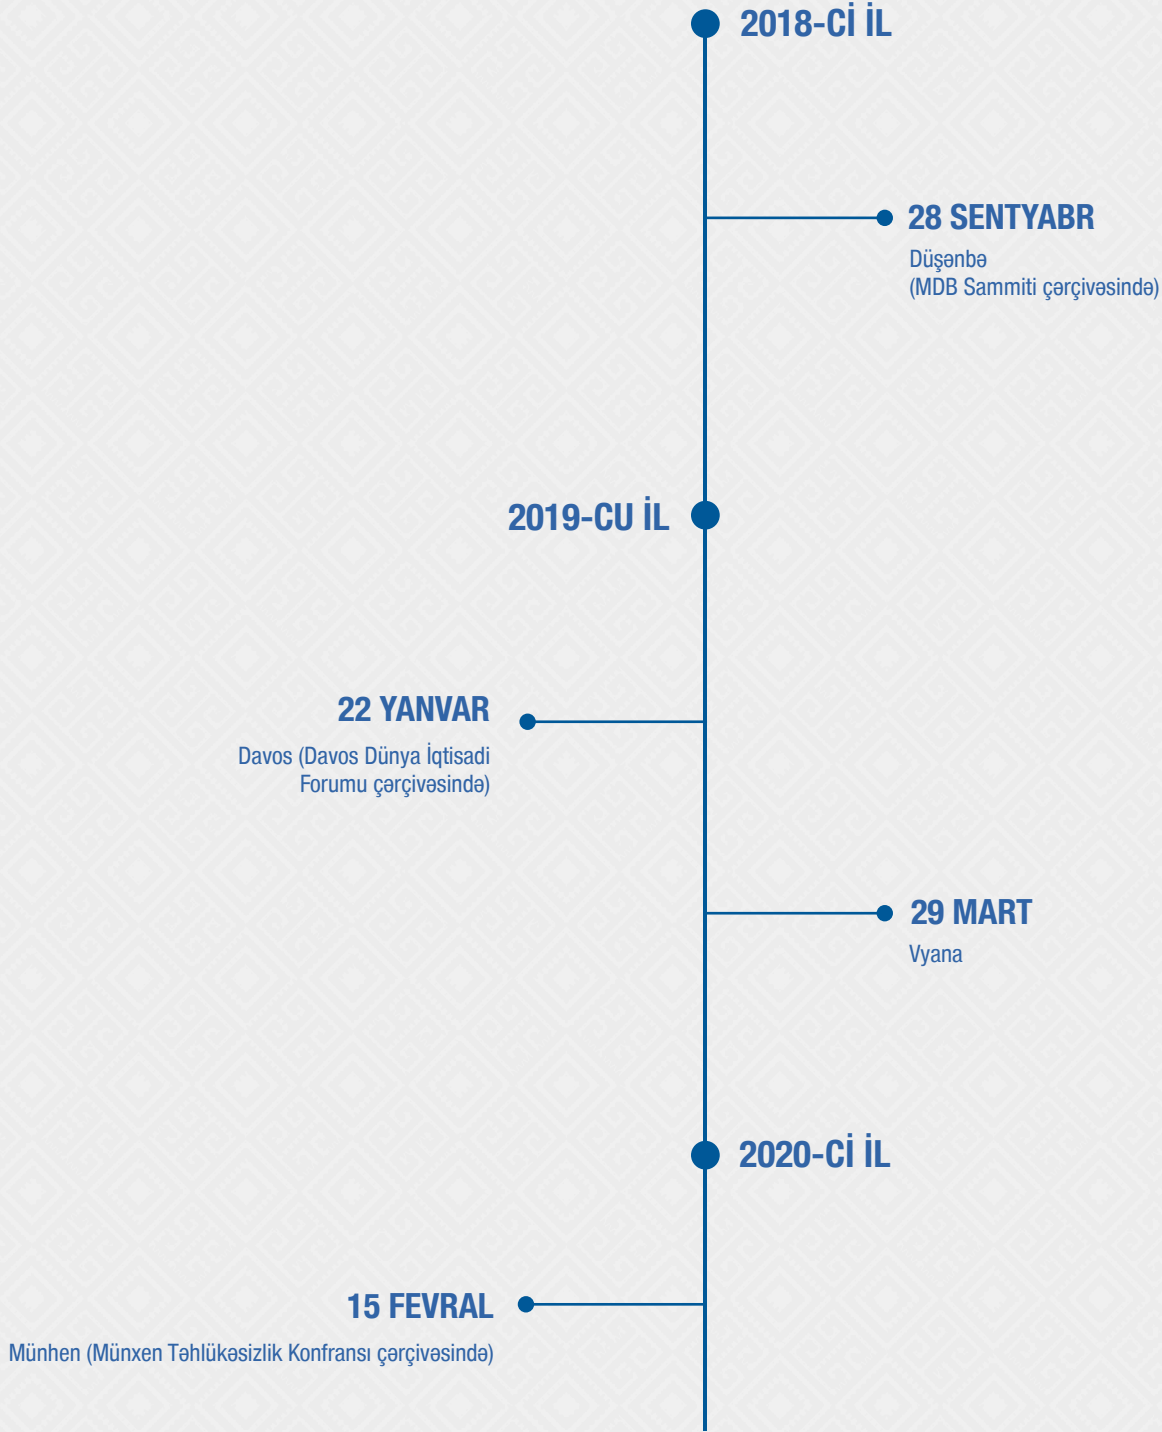 2018-Cİ İL
28 SENTYABR
Düşənbə
(MDB Sammiti çərçivəsində)
2019-CU İL
22 YANVAR
Davos (Davos Dünya İqtisadi
Forumu çərçivəsində)
29 MART
Vyana
2020-Cİ İL
15 FEVRAL
Münhen (Münxen Təhlükəsizlik Konfransı çərçivəsində)